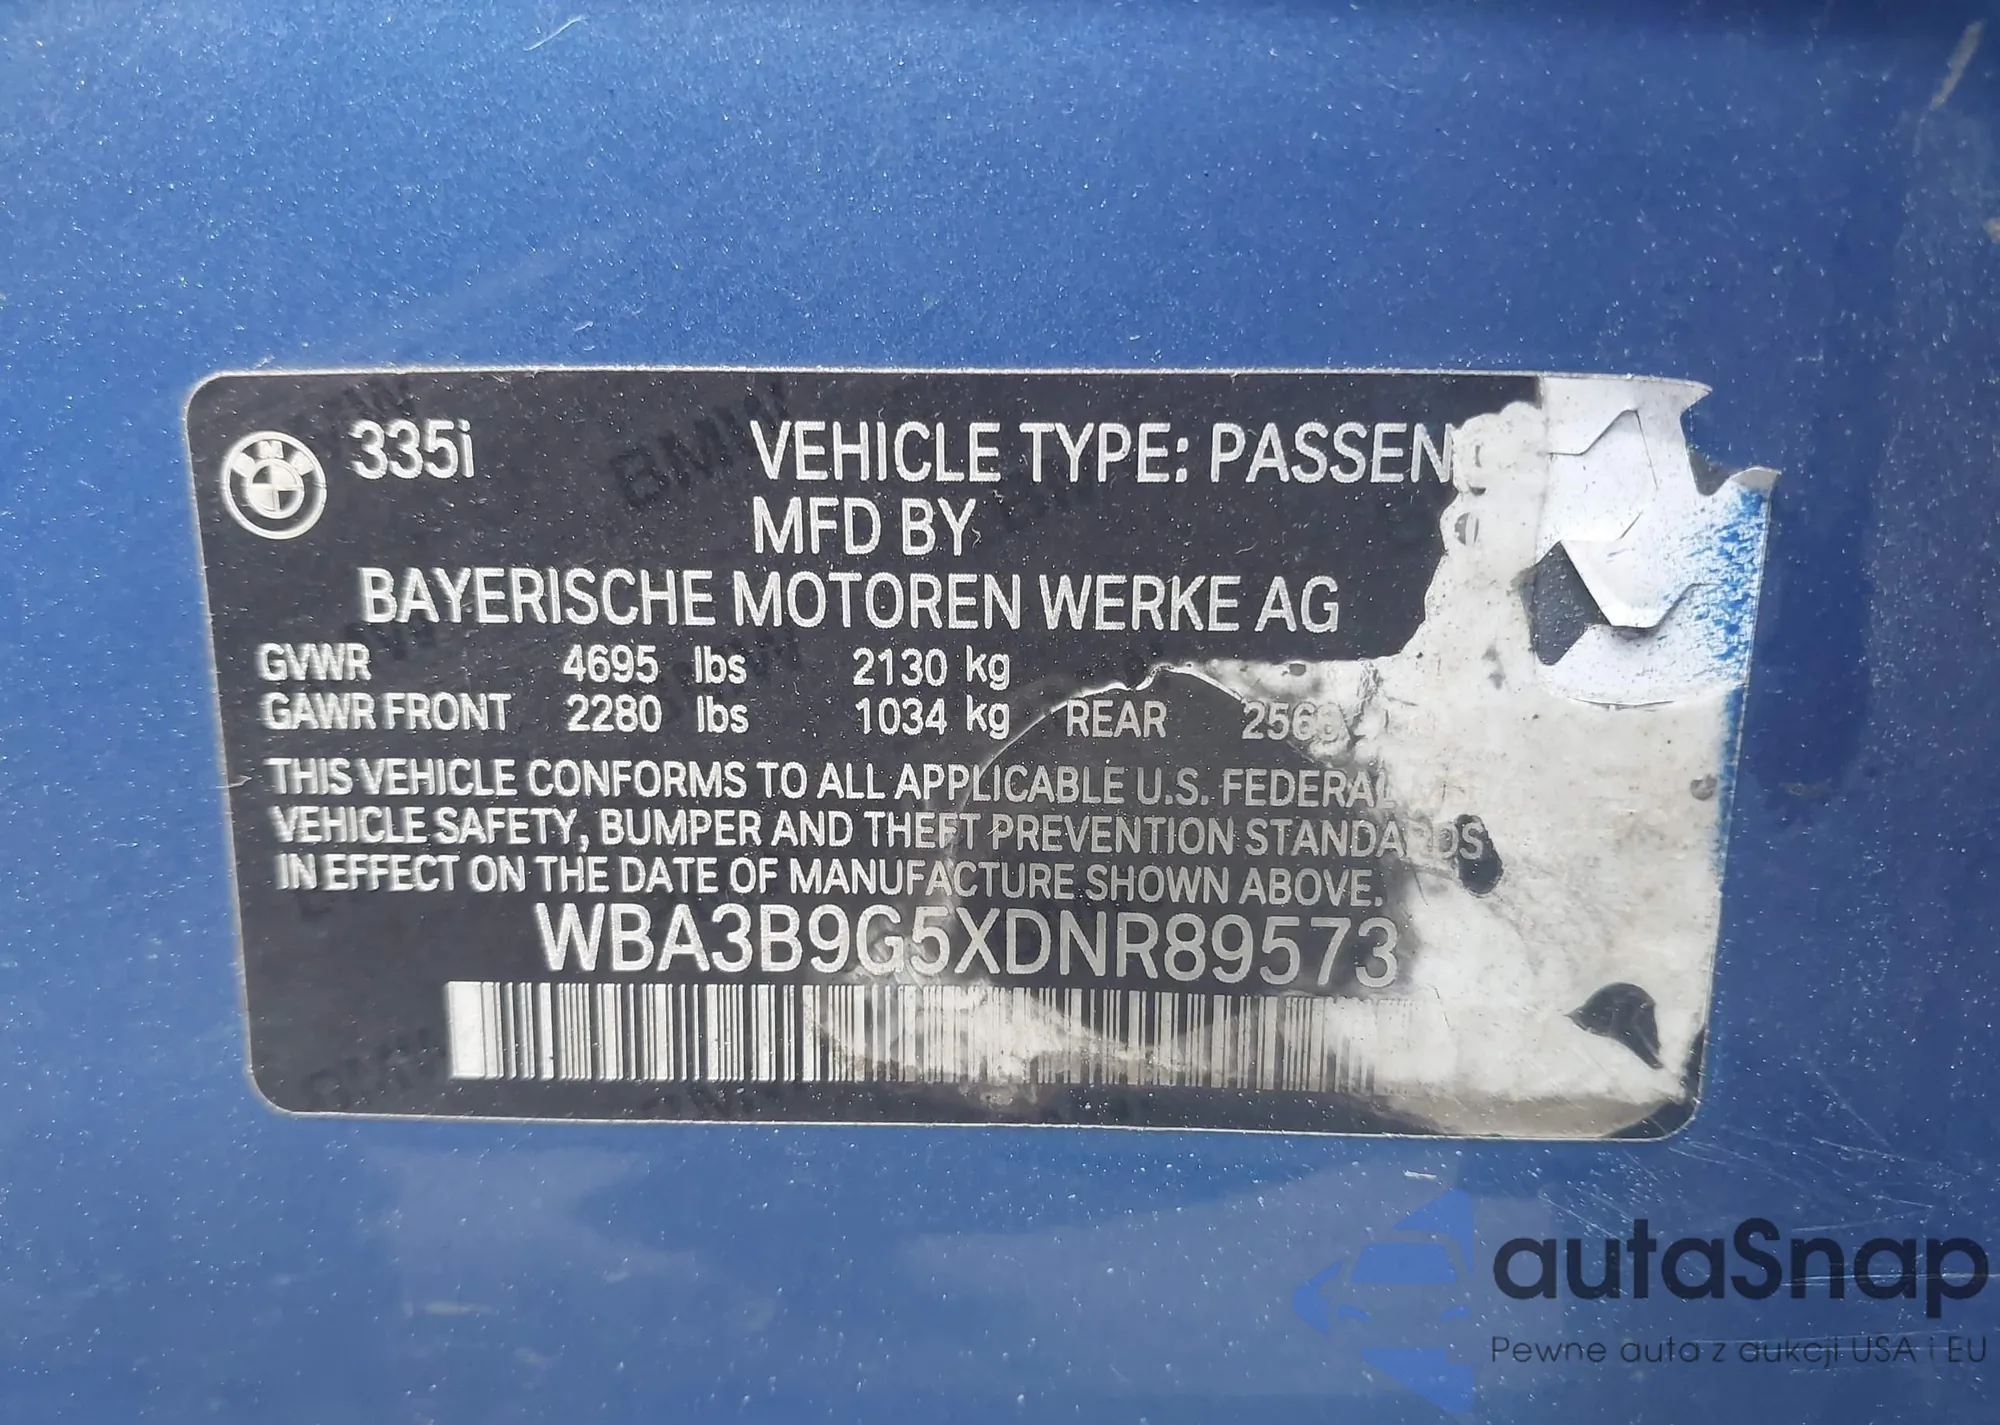 335i VEHICLE TYPE: PASSEN
MFD BY
BAYERISCHE MOTOREN WERKE AG
GVWR 4695 lbs 2130 kg
GAWR FRONT 2280 lbs 1034 kg REAR
THIS VEHICLE CONFORMS TO ALL APPLICABLE U.S. FEDERAL
VEHICLE SAFETY, BUMPER AND THEFT PREVENTION STANDARDS
IN EFFECT ON THE DATE OF MANUFACTURE SHOWN ABOVE.
WBA3B9G5XDNR89573
autaSnap
Pewne auta z aukcji USA i EU